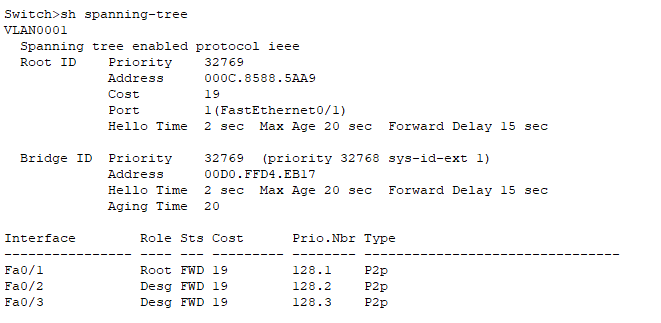 Switch>sh spanning-tree
VLAN0001
  Spanning tree enabled protocol ieee
  Root ID    Priority    32769
             Address     000C.8588.5AA9
             Cost        19
             Port        1(FastEthernet0/1)
             Hello Time  2 sec  Max Age 20 sec  Forward Delay 15 sec
  Bridge ID  Priority    32769  (priority 32768 sys-id-ext 1)
             Address     00D0.FFD4.EB17
             Hello Time  2 sec  Max Age 20 sec  Forward Delay 15 sec
             Aging Time  20
Interface        Role Sts Cost      Prio.Nbr Type
---------------- ---- --- --------- -------- --------------------------------
Fa0/1            Root FWD 19        128.1    P2p
Fa0/2            Desg FWD 19        128.2    P2p
Fa0/3            Desg FWD 19        128.3    P2p